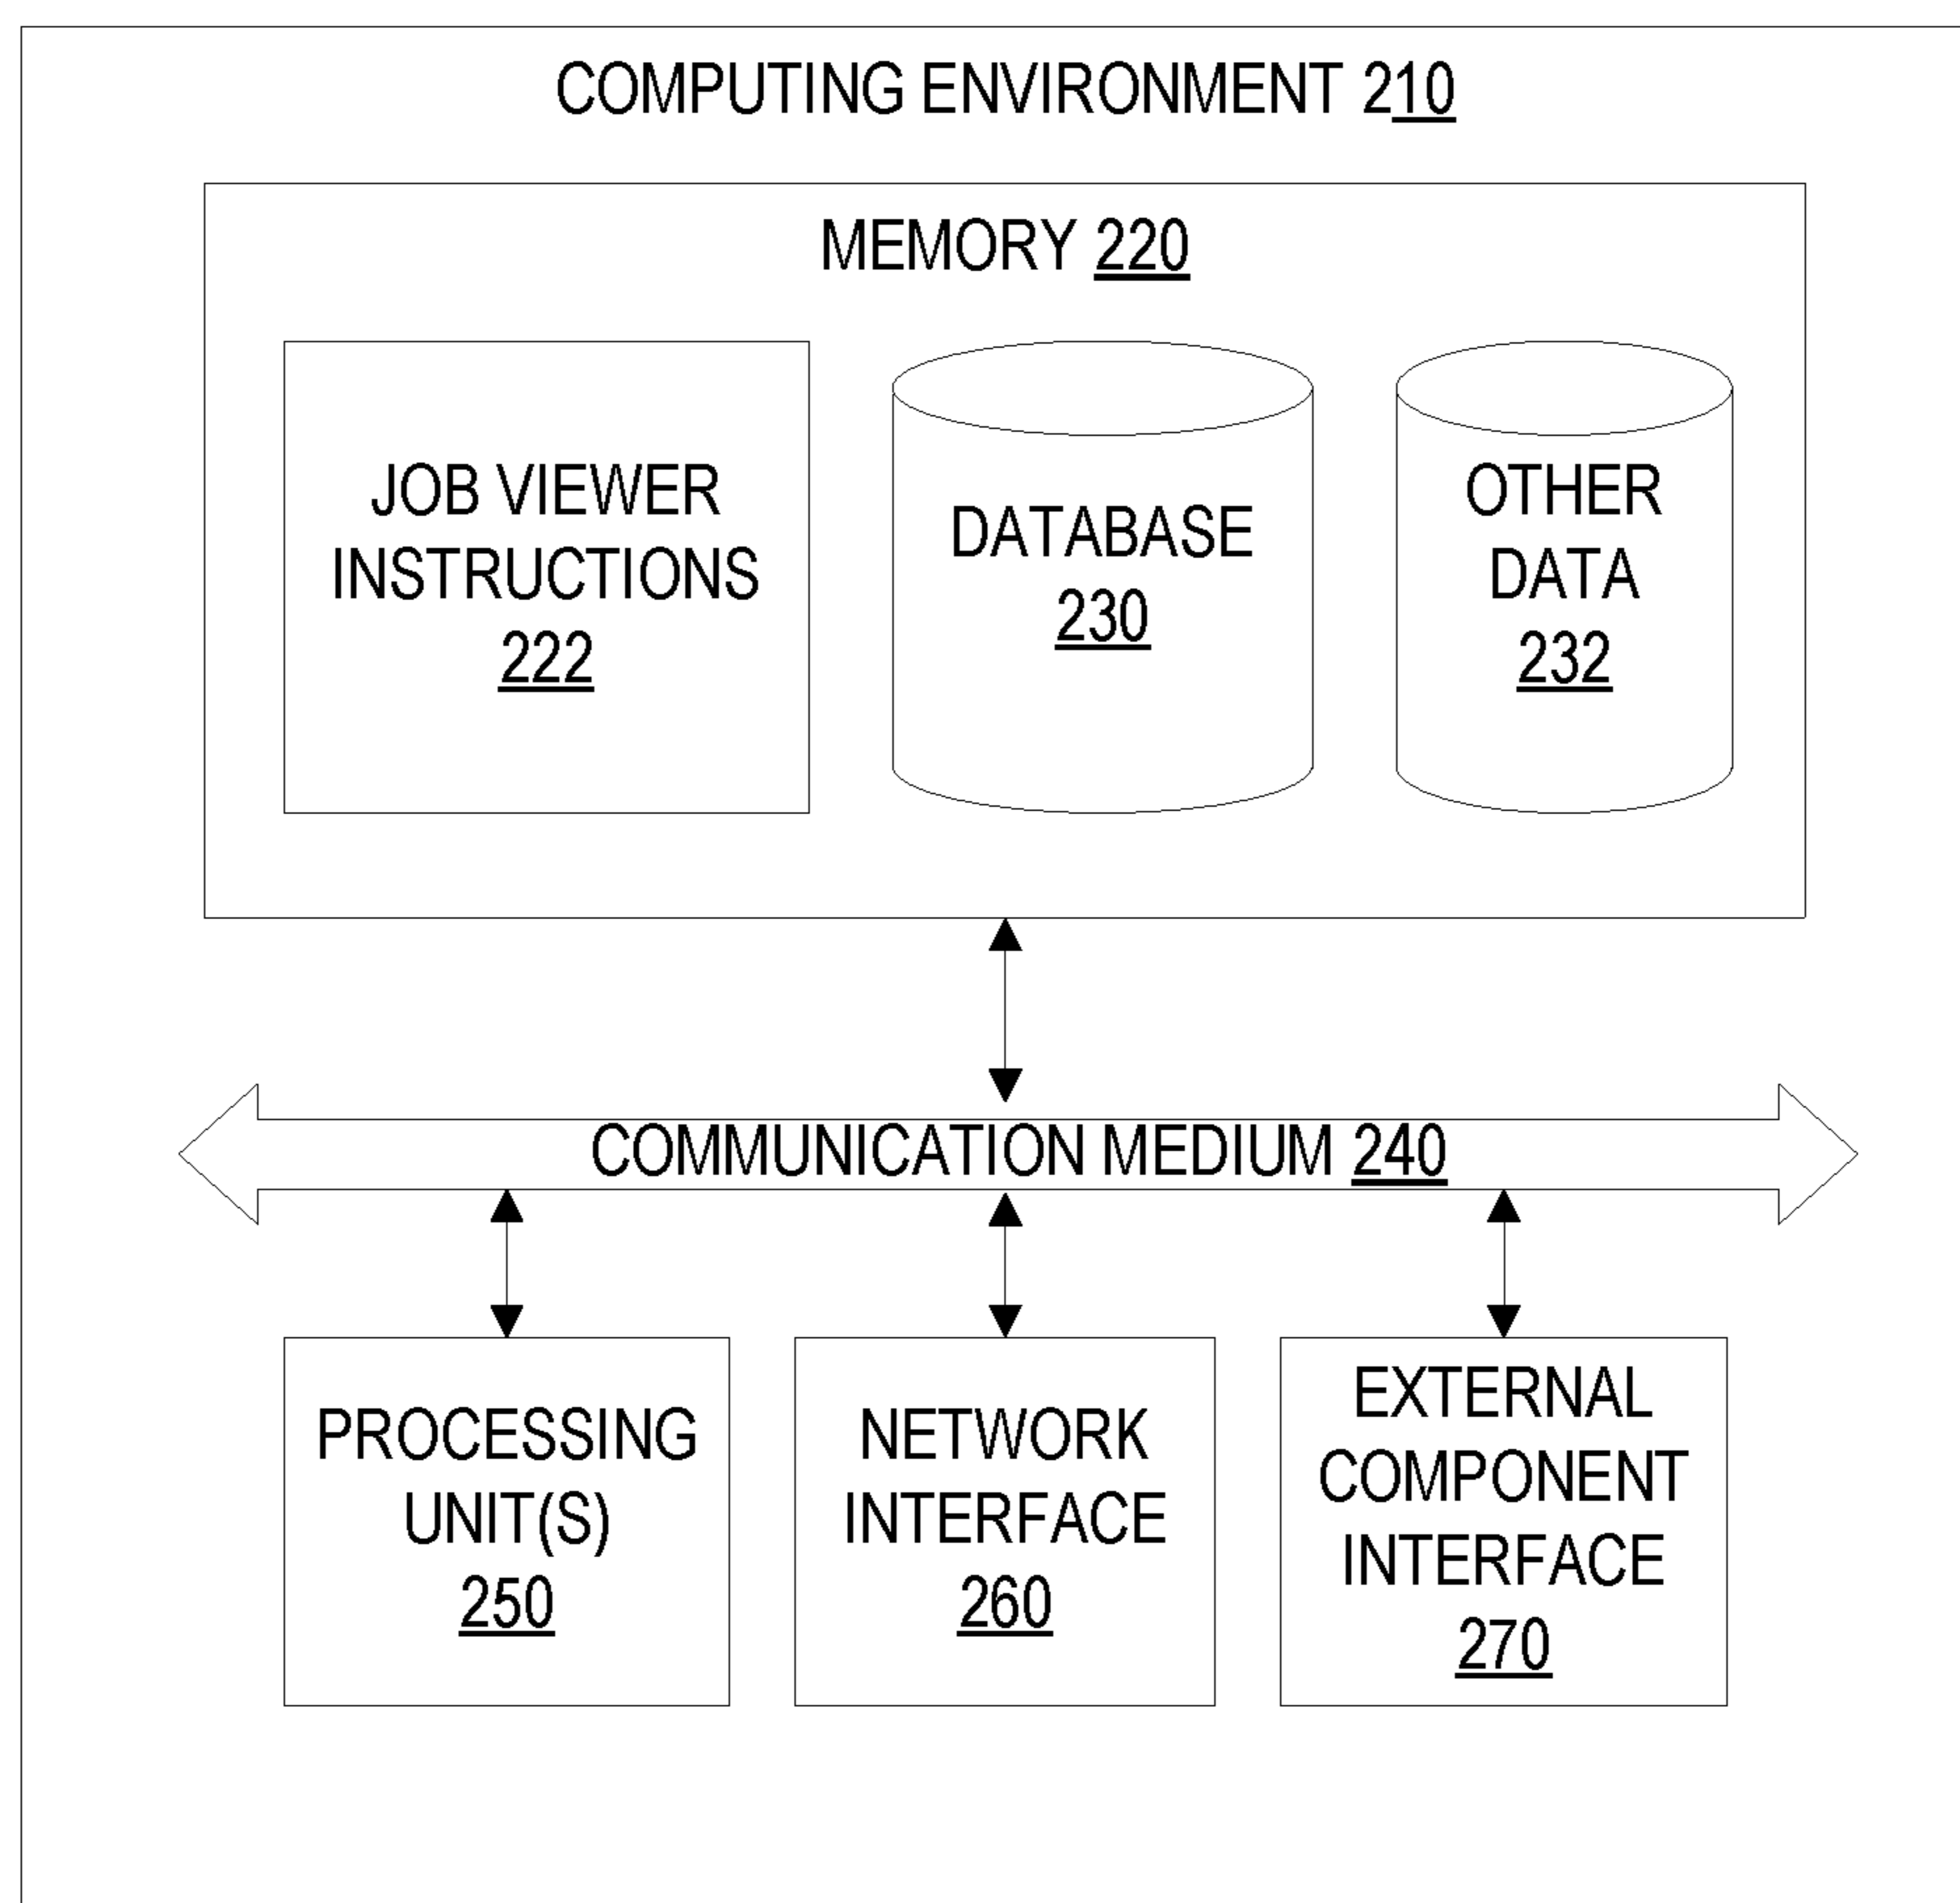 COMPUTING ENVIRONMENT 210
MEMORY 220
JOB VIEWER
INSTRUCTIONS
222
DATABASE
230
OTHER
DATA
232
COMMUNICATION MEDIUM 240
PROCESSING
UNIT(S)
250
NETWORK
INTERFACE
260
EXTERNAL
COMPONENT
INTERFACE
270